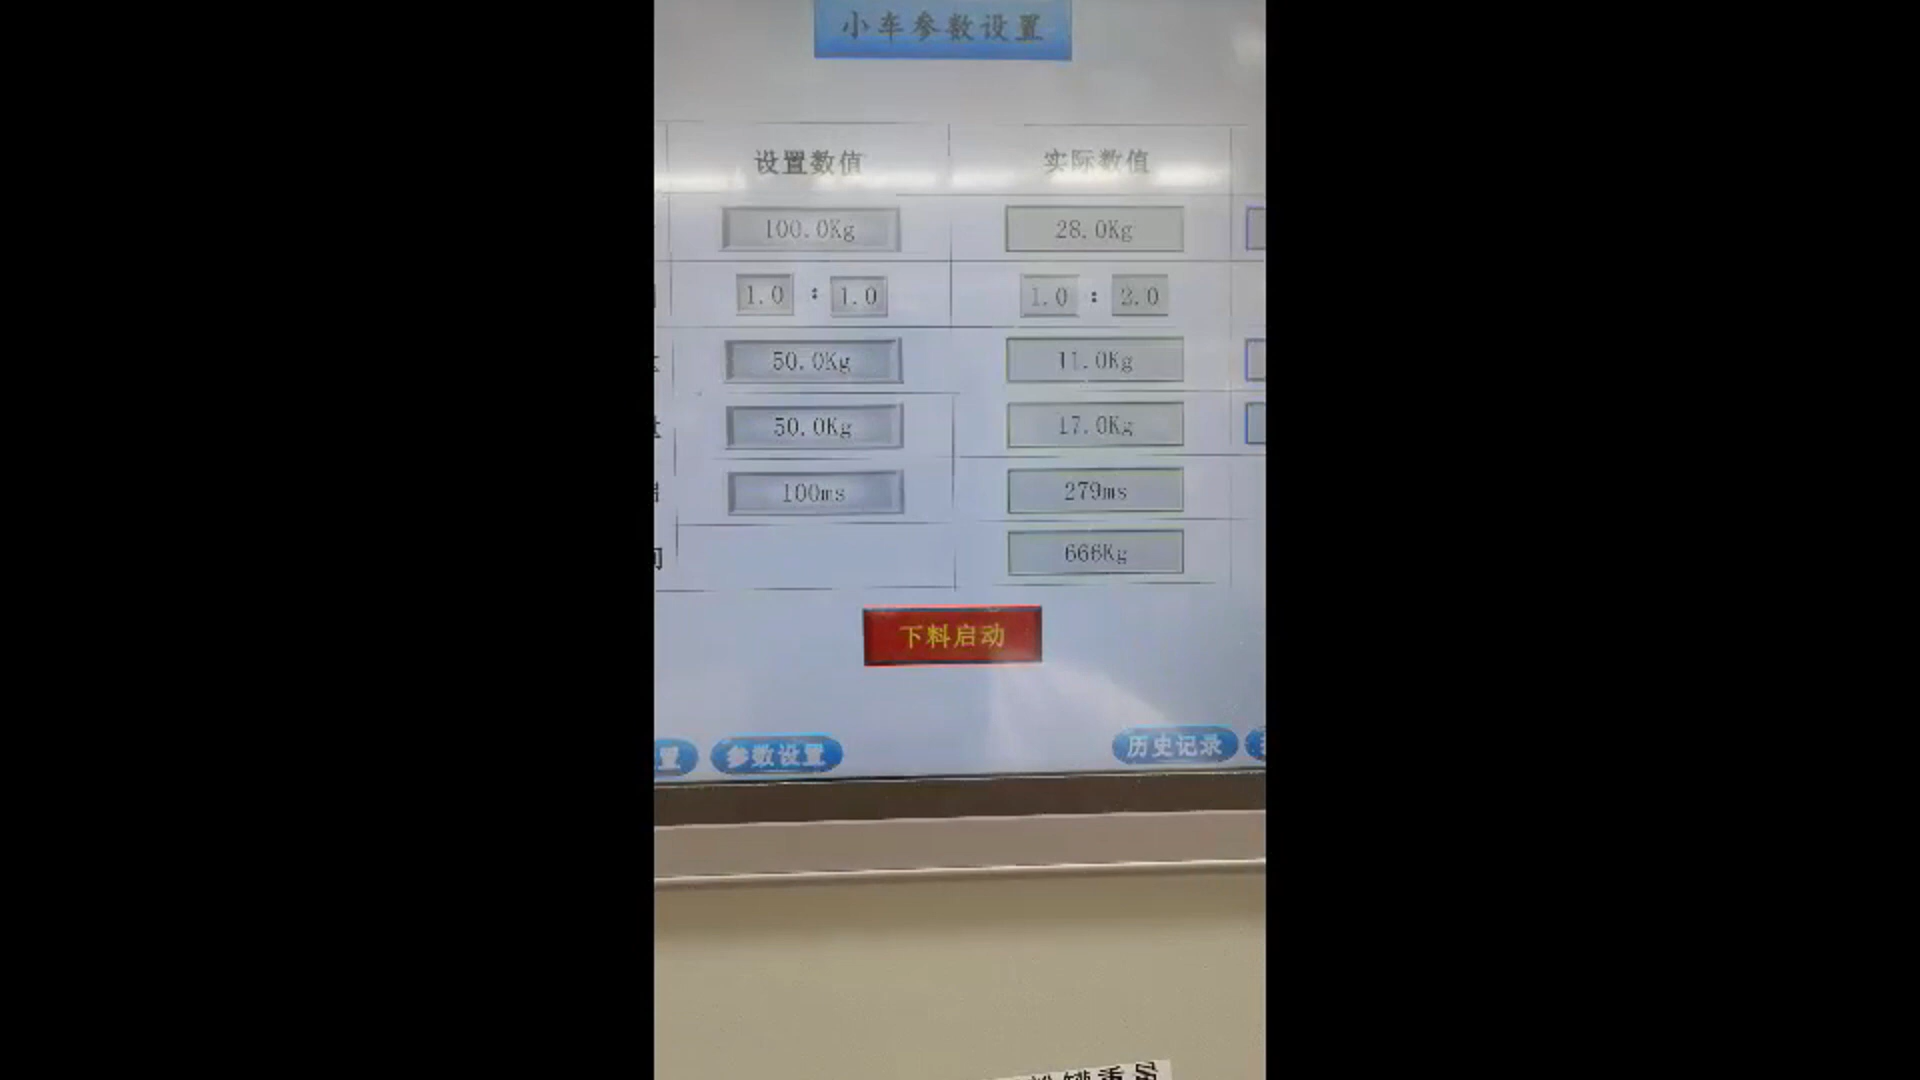 小车参数设置
设置数值 实际数值
100.0Kg 28.0Kg
1.0 : 1.0 1.0 : 2.0
50.0Kg 11.0Kg
50.0Kg 17.0Kg
100ms 279ms
666Kg
下料启动
置 参数设置 历史记录